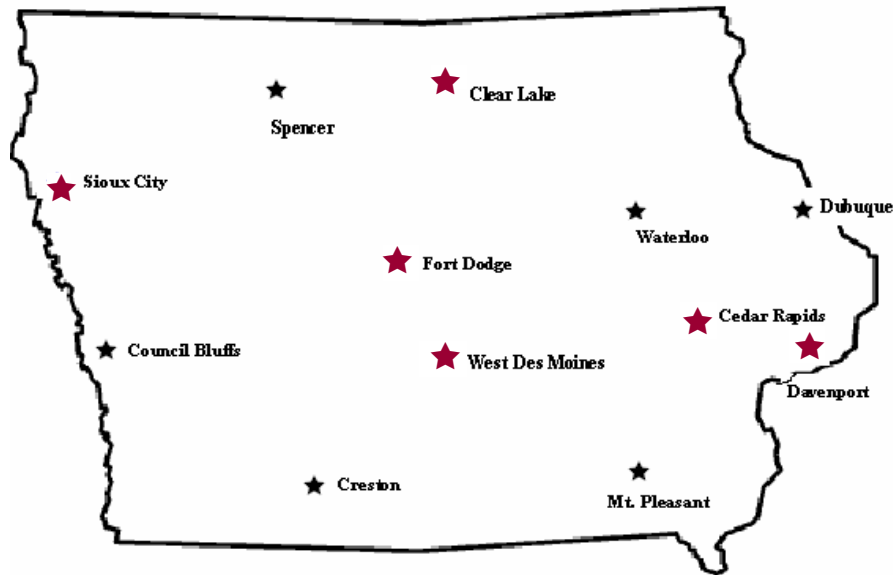 Clear Lake
Spencer
Sioux City
Dubuque
Waterloo
Fort Dodge
Cedar Rapids
Council Bluffs
West Des Moines
Davenport
Creston
Mt. Pleasant